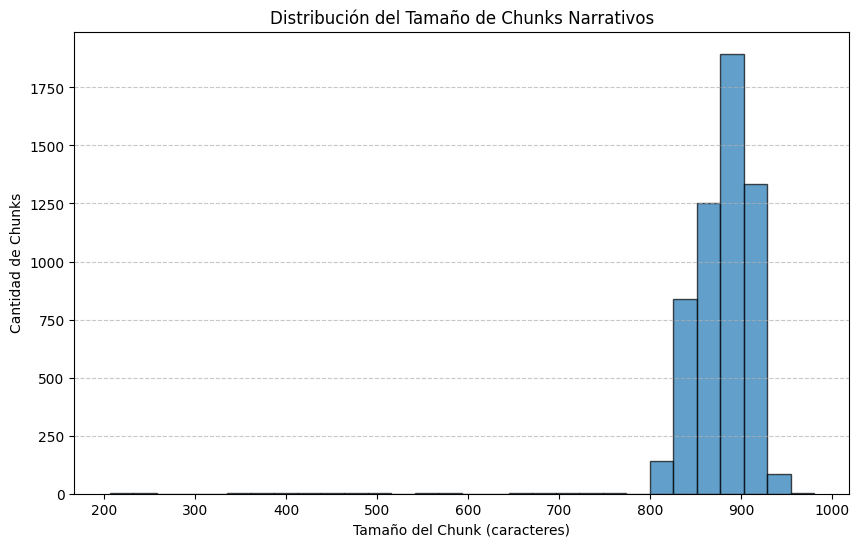 Distribución del Tamaño de Chunks Narrativos
Cantidad de Chunks
1750
1500
1250
1000
750
500
250
0
200 300 400 500 600 700 800 900 1000
Tamaño del Chunk (caracteres)